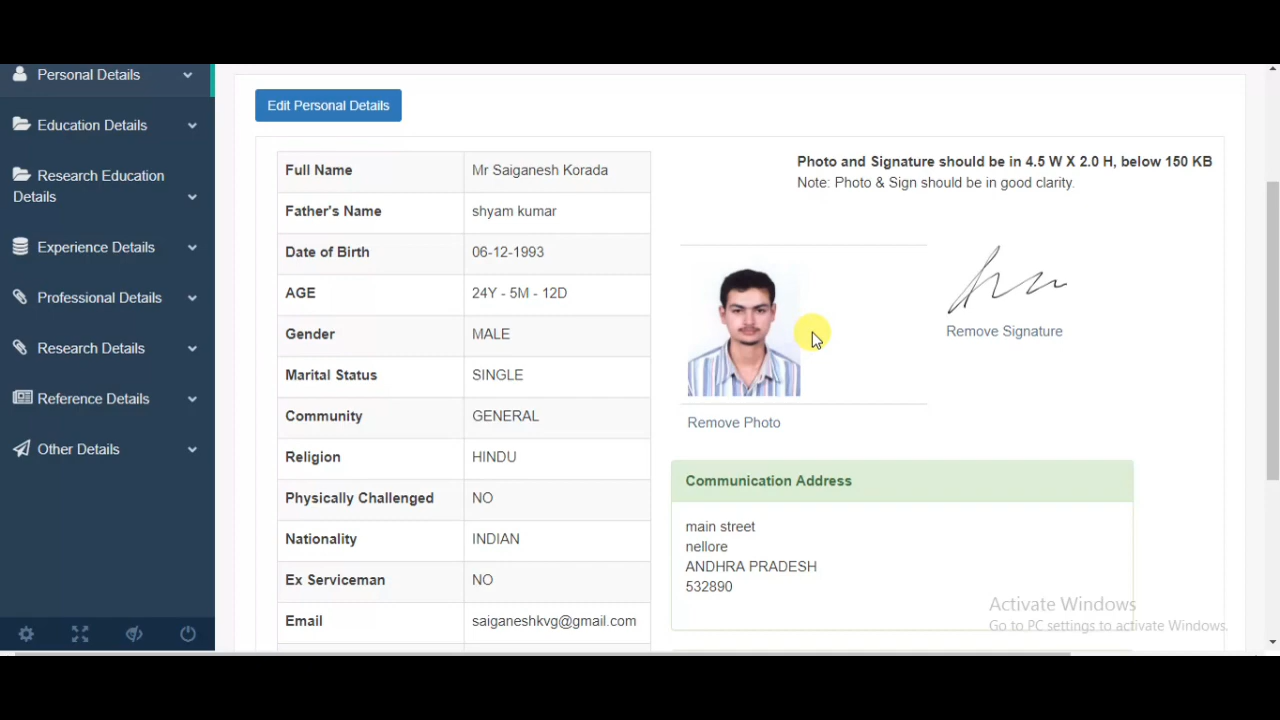 Personal Details
Education Details
Research Education
Details
Experience Details
Professional Details
Research Details
Reference Details
Other Details
Edit Personal Details
Full Name Mr Saiganesh Korada
Father's Name shyam kumar
Date of Birth 06-12-1993
AGE 24Y - 5M - 12D
Gender MALE
Marital Status SINGLE
Community GENERAL
Religion HINDU
Physically Challenged NO
Nationality INDIAN
Ex Serviceman NO
Email saiganeshkvg@gmail.com
Photo and Signature should be in 4.5 W X 2.0 H, below 150 KB
Note: Photo & Sign should be in good clarity.
Remove Signature
Remove Photo
Communication Address
main street
nellore
ANDHRA PRADESH
532890
Activate Windows
Go to PC settings to activate Windows.